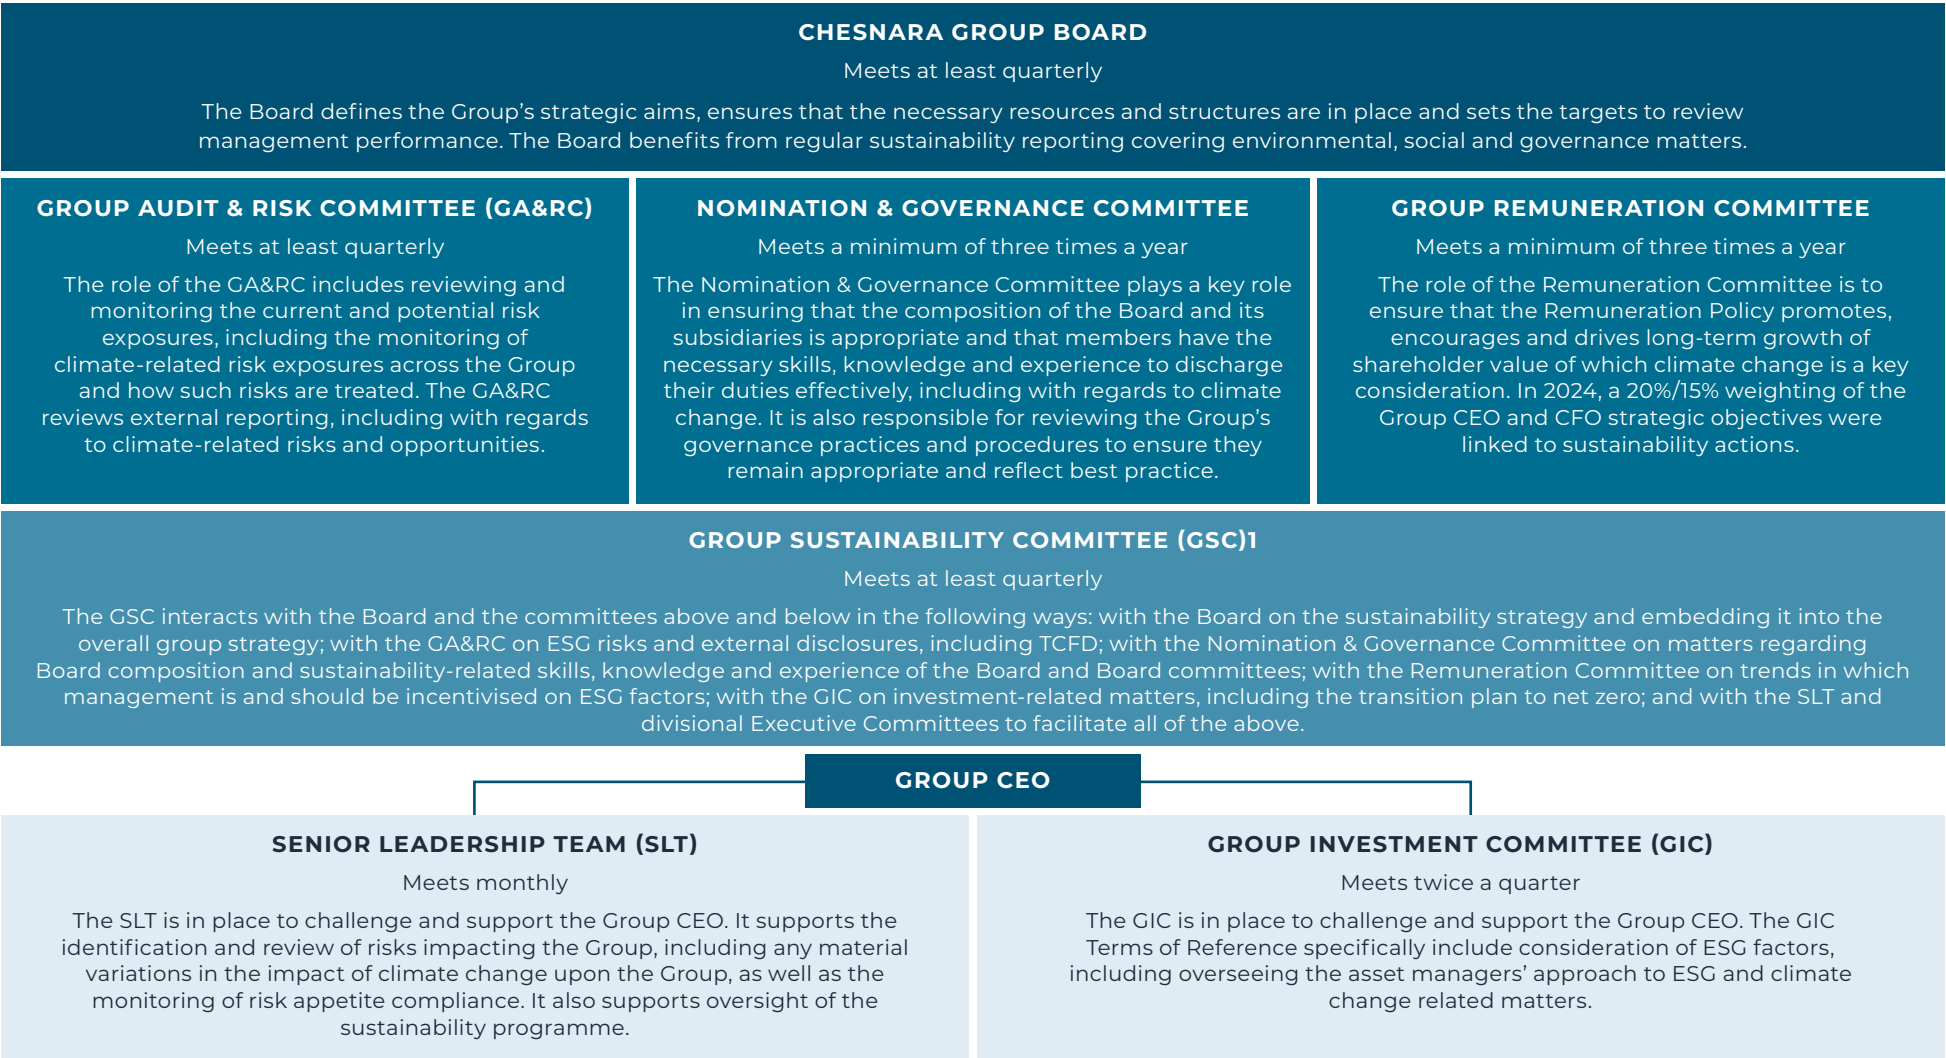 CHESNARA GROUP BOARD
Meets at least quarterly
The Board defines the Group’s strategic aims, ensures that the necessary resources and structures are in place and sets the targets to review
management performance. The Board benefits from regular sustainability reporting covering environmental, social and governance matters.
GROUP AUDIT & RISK COMMITTEE (GA&RC)
Meets at least quarterly
The role of the GA&RC includes reviewing and
monitoring the current and potential risk
exposures, including the monitoring of
climate-related risk exposures across the Group
and how such risks are treated. The GA&RC
reviews external reporting, including with regards
to climate-related risks and opportunities.
NOMINATION & GOVERNANCE COMMITTEE
Meets a minimum of three times a year
The Nomination & Governance Committee plays a key role
in ensuring that the composition of the Board and its
subsidiaries is appropriate and that members have the
necessary skills, knowledge and experience to discharge
their duties effectively, including with regards to climate
change. It is also responsible for reviewing the Group’s
governance practices and procedures to ensure they
remain appropriate and reflect best practice.
GROUP REMUNERATION COMMITTEE
Meets a minimum of three times a year
The role of the Remuneration Committee is to
ensure that the Remuneration Policy promotes,
encourages and drives long-term growth of
shareholder value of which climate change is a key
consideration. In 2024, a 20%/15% weighting of the
Group CEO and CFO strategic objectives were
linked to sustainability actions.
GROUP SUSTAINABILITY COMMITTEE (GSC)1
Meets at least quarterly
The GSC interacts with the Board and the committees above and below in the following ways: with the Board on the sustainability strategy and embedding it into the
overall group strategy; with the GA&RC on ESG risks and external disclosures, including TCFD; with the Nomination & Governance Committee on matters regarding
Board composition and sustainability-related skills, knowledge and experience of the Board and Board committees; with the Remuneration Committee on trends in which
management is and should be incentivised on ESG factors; with the GIC on investment-related matters, including the transition plan to net zero; and with the SLT and
divisional Executive Committees to facilitate all of the above.
GROUP CEO
SENIOR LEADERSHIP TEAM (SLT)
Meets monthly
The SLT is in place to challenge and support the Group CEO. It supports the
identification and review of risks impacting the Group, including any material
variations in the impact of climate change upon the Group, as well as the
monitoring of risk appetite compliance. It also supports oversight of the
sustainability programme.
GROUP INVESTMENT COMMITTEE (GIC)
Meets twice a quarter
The GIC is in place to challenge and support the Group CEO. The GIC
Terms of Reference specifically include consideration of ESG factors,
including overseeing the asset managers’ approach to ESG and climate
change related matters.